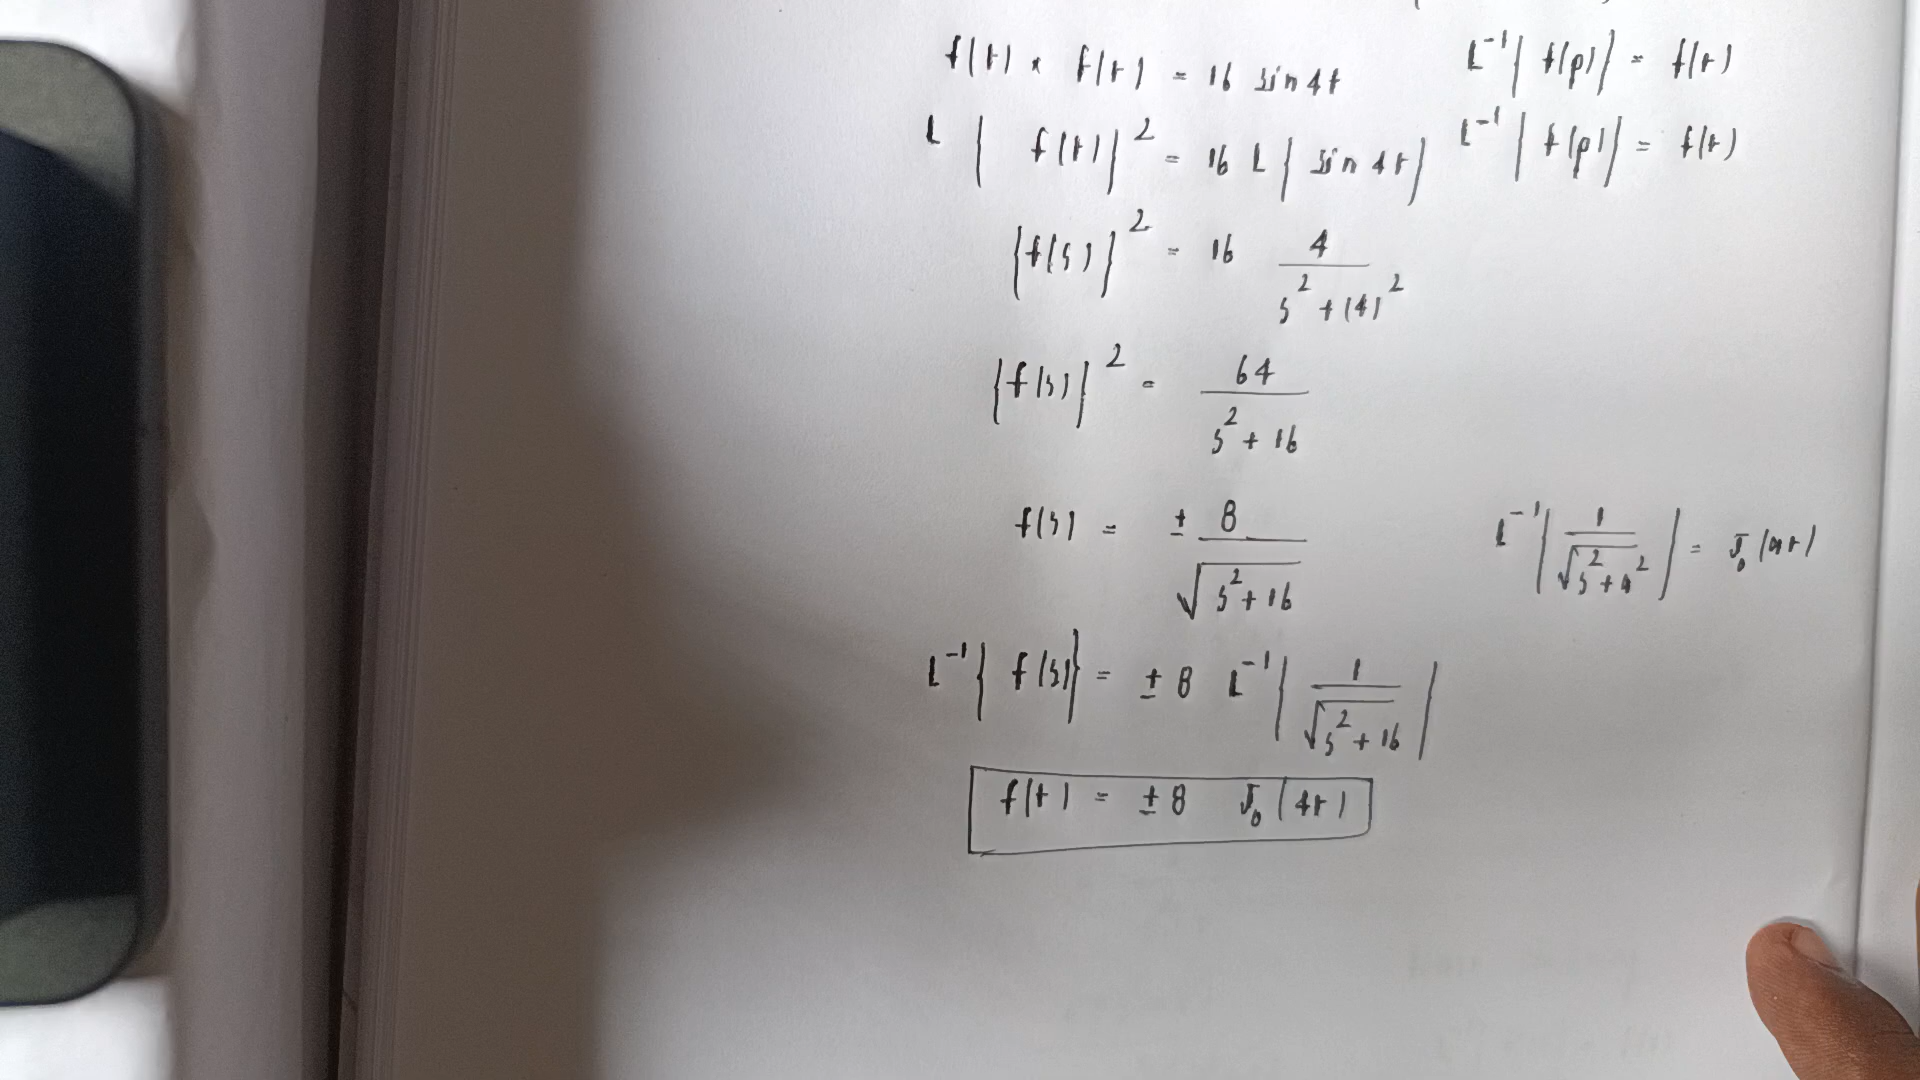 f(t) * f(t) = 16 sin 4t
L⁻¹{f(p)} = f(t)
L{f(t)}² = 16 L{sin 4t}
L⁻¹{f(p)} = f(t)
{f(s)}² = 16 4/(s² + (4)²)
{f(s)}² = 64/(s² + 16)
f(s) = ± 8/√(s² + 16)
L⁻¹{1/√(s² + a²)} = J₀(at)
L⁻¹{f(s)} = ± 8 L⁻¹{1/√(s² + 16)}
f(t) = ± 8 J₀(4t)